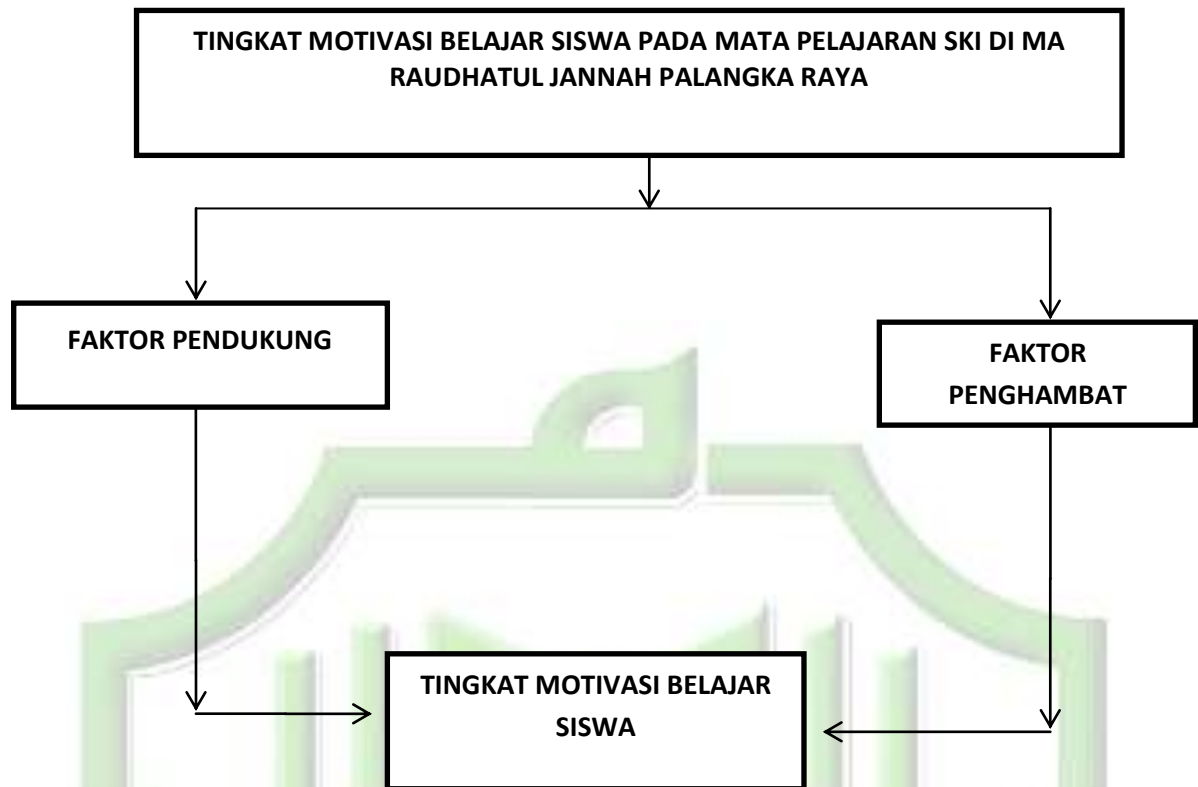 TINGKAT MOTIVASI BELAJAR SISWA PADA MATA PELAJARAN SKI DI MA
RAUDHATUL JANNAH PALANGKA RAYA
FAKTOR PENDUKUNG
FAKTOR
PENGHAMBAT
TINGKAT MOTIVASI BELAJAR
SISWA